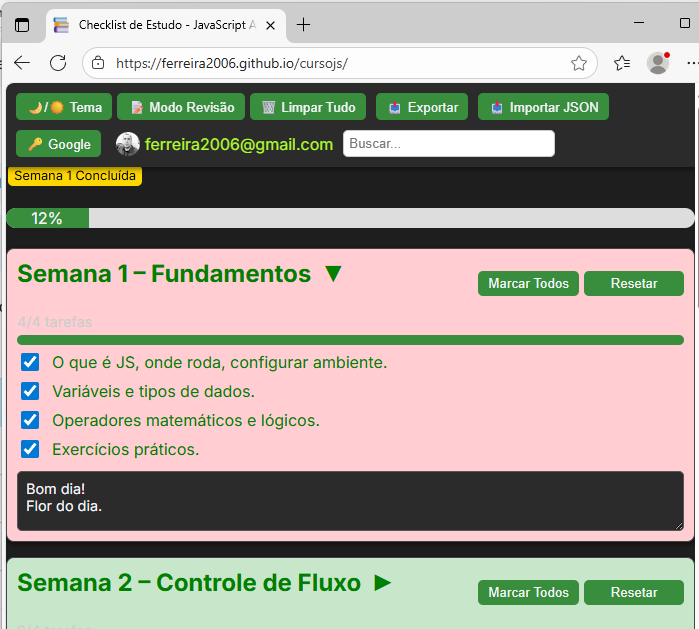 Checklist de Estudo - JavaScript A
https://ferreira2006.github.io/cursojs/
Tema
Modo Revisão
Limpar Tudo
Exportar
Importar JSON
Google
ferreira2006@gmail.com
Buscar...
Semana 1 Concluída
12%
Semana 1 – Fundamentos ▼
Marcar Todos
Resetar
4/4 tarefas
O que é JS, onde roda, configurar ambiente.
Variáveis e tipos de dados.
Operadores matemáticos e lógicos.
Exercícios práticos.
Bom dia!
Flor do dia.
Semana 2 – Controle de Fluxo ►
Marcar Todos
Resetar